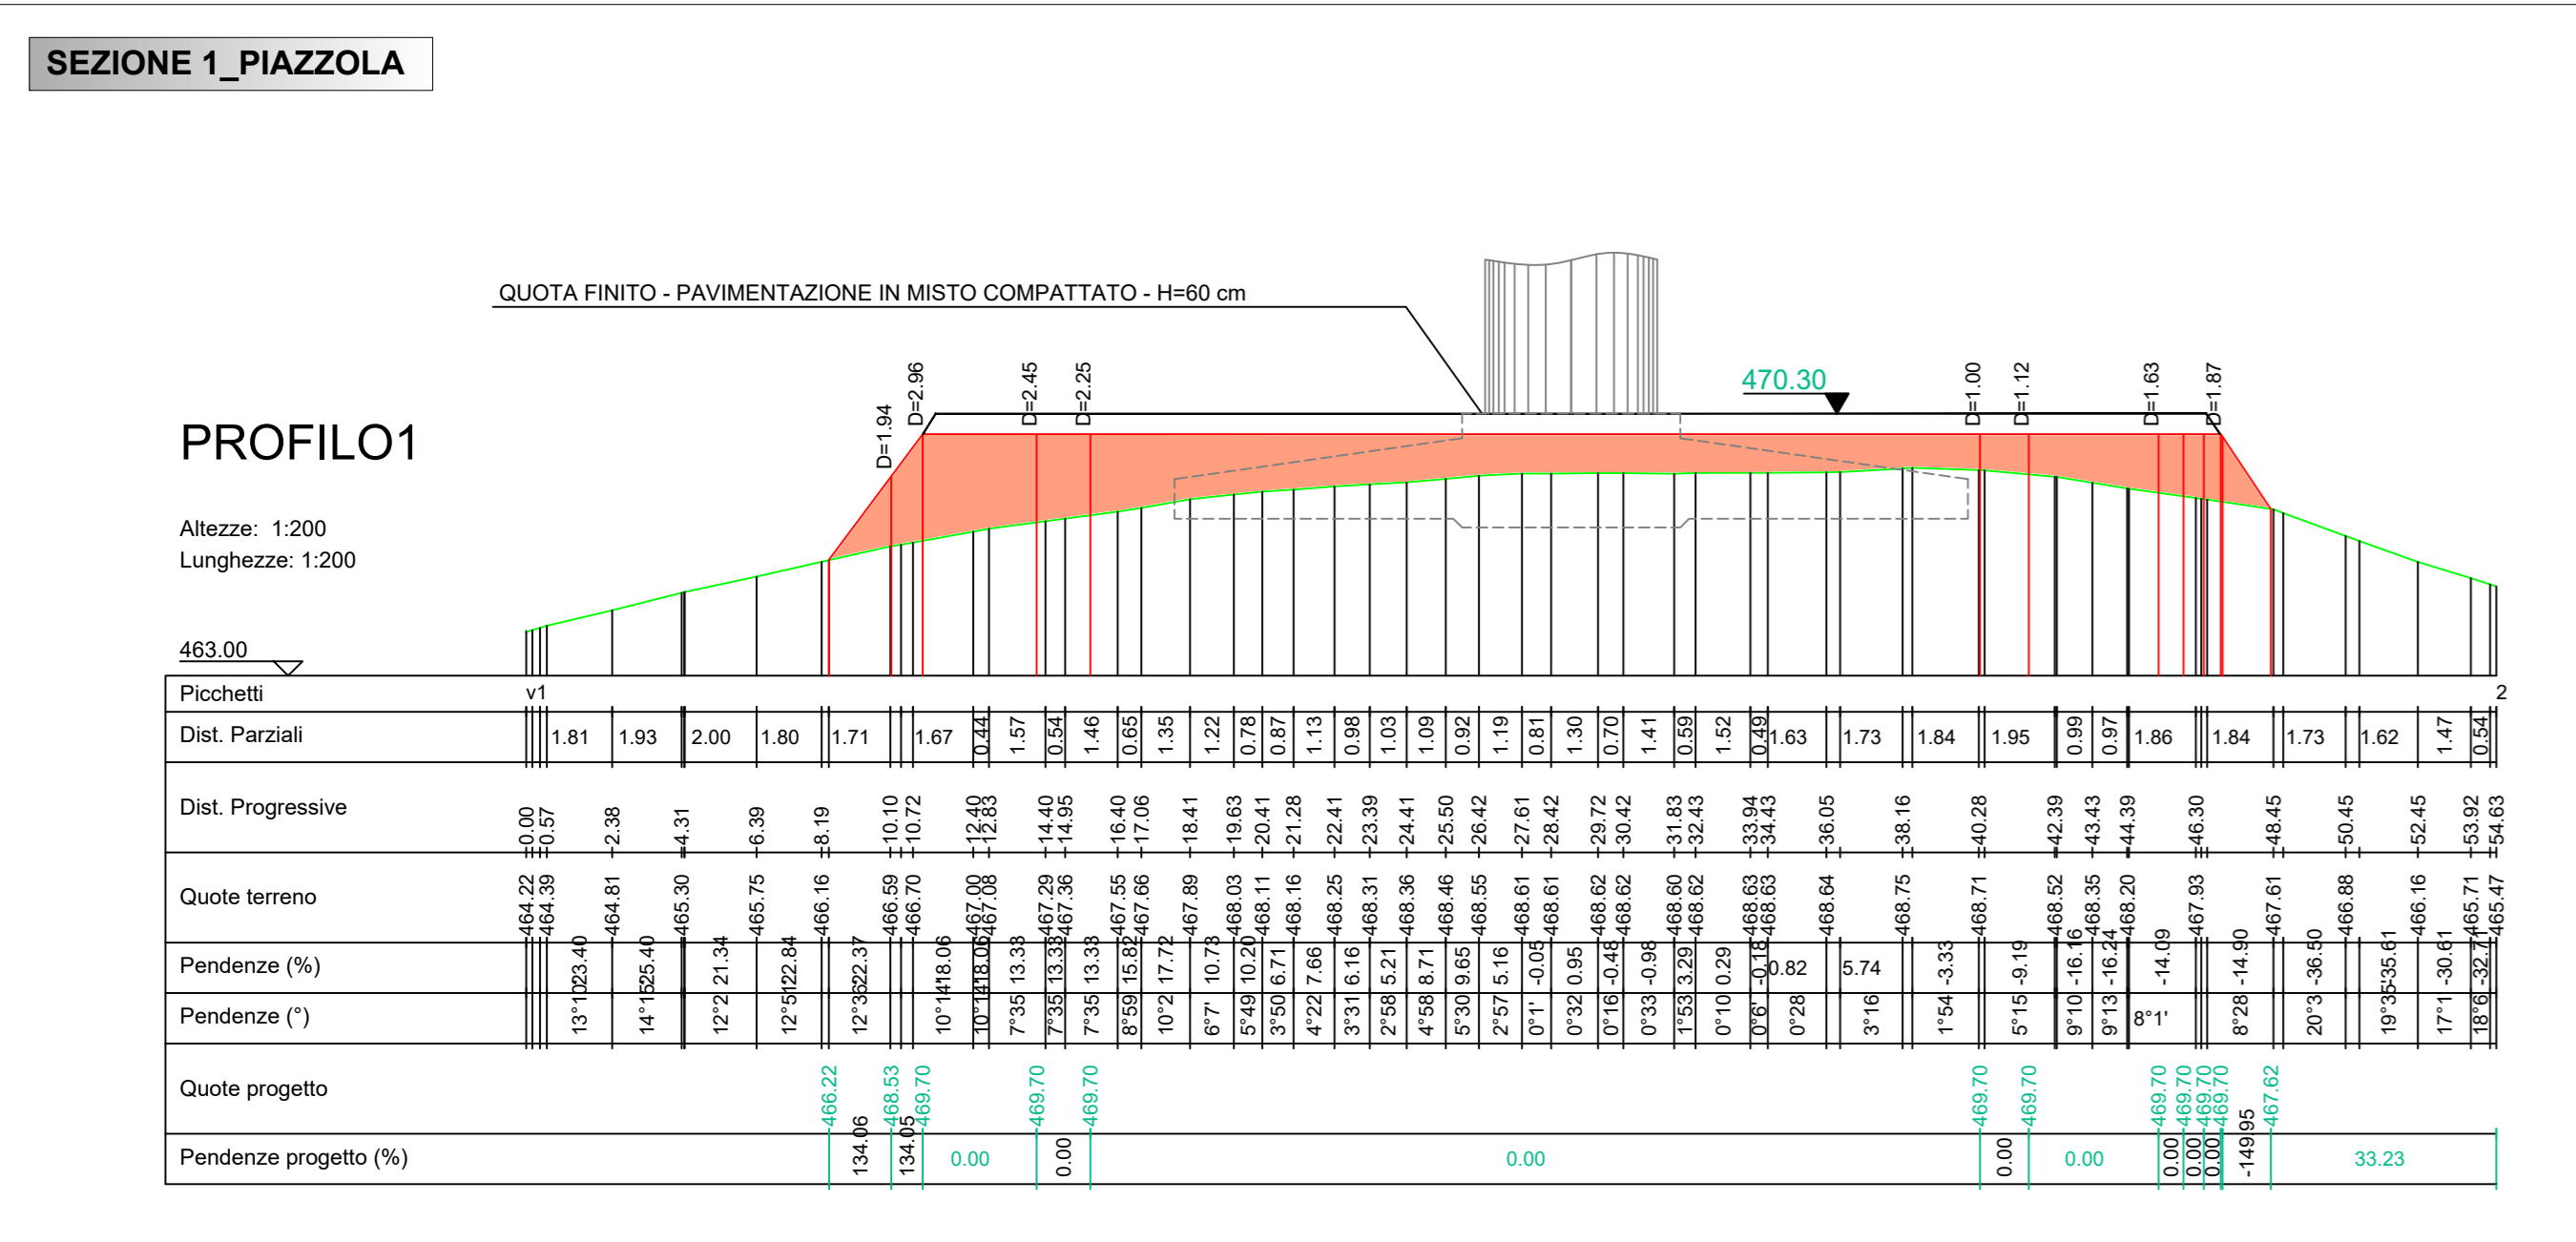 SEZIONE 1_PIAZZOLA
QUOTA FINITO - PAVIMENTAZIONE IN MISTO COMPATTATO - H=60 cm
470.30
D=1.94 D=2.96 D=2.45 D=2.25 D=1.00 D=1.12 D=1.63 D=1.87
PROFILO1
Altezze: 1:200
Lunghezze: 1:200
463.00
Picchetti v1 2
Dist. Parziali 1.81 1.93 2.00 1.80 1.71 1.67 0.44 1.57 0.54 1.46 0.65 1.35 1.22 0.78 0.87 1.13 0.98 1.03 1.09 0.92 1.19 0.81 1.30 0.70 1.41 0.59 1.52 0.49 1.63 1.73 1.84 1.95 0.99 0.97 1.86 1.84 1.73 1.62 1.47 0.54
Dist. Progressive 0.00 0.57 2.38 4.31 6.39 8.19 10.10 10.72 12.40 12.83 14.40 14.95 16.40 17.06 18.41 19.63 20.41 21.28 22.41 23.39 24.41 25.50 26.42 27.61 28.42 29.72 30.42 31.83 32.43 33.94 34.43 36.05 38.16 40.28 42.39 43.43 44.39 46.30 48.45 50.45 52.45 53.92 54.63
Quote terreno 464.22 464.39 464.81 465.30 465.75 466.16 466.59 466.70 467.00 467.08 467.29 467.36 467.55 467.66 467.89 468.03 468.11 468.16 468.25 468.31 468.36 468.46 468.55 468.61 468.61 468.62 468.62 468.60 468.62 468.63 468.63 468.64 468.75 468.71 468.52 468.35 468.20 467.93 467.61 466.88 466.16 465.71 465.47
Pendenze (%) 23.40 25.40 21.34 22.84 22.37 18.06 18.06 13.33 13.33 13.33 15.82 17.72 10.73 10.20 6.71 7.66 6.16 5.21 8.71 9.65 5.16 -0.05 0.95 -0.48 -0.98 3.29 0.29 -0.18 0.82 5.74 -3.33 -9.19 -16.16 -16.24 -14.09 -14.90 -36.50 -35.61 -30.61 -32.71
Pendenze (°) 13°10' 14°15' 12°2 12°51' 12°36' 10°14' 10°14' 7°35 7°35 7°35 8°59 10°2 6°7' 5°49 3°50 4°22 3°31 2°58 4°58 5°30 2°57 0°1' 0°32 0°16 0°33 1°53 0°10 0°6' 0°28 3°16 1°54 5°15 9°10 9°13 8°1' 8°28 20°3 19°35' 17°1 18°6
Quote progetto 466.22 468.53 469.70 469.70 469.70 469.70 469.70 469.70 469.70 469.70 469.70 467.62
Pendenze progetto (%) 134.06 134.05 0.00 0.00 0.00 0.00 0.00 0.00 0.00 0.00 -149.95 33.23